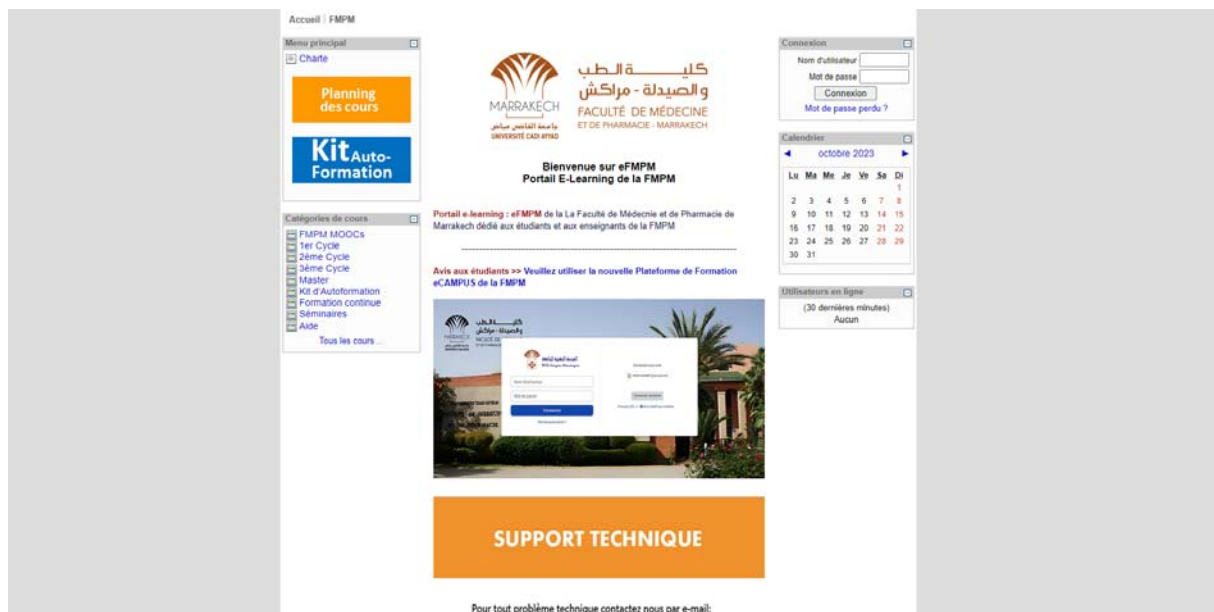 Accueil | FMPM
Menu principal
Charte
Planning
des cours
Kit Auto-
Formation
Catégories de cours
FMPM MOOCs
1er Cycle
2ème Cycle
3ème Cycle
Master
Kit d'Autoformation
Formation continue
Séminaires
Aide
Tous les cours ...
كليـــــة الطب
والصيدلة - مراكش
MARRAKECH
FACULTÉ DE MÉDECINE
ET DE PHARMACIE - MARRAKECH
جامعة القاضي عياض
UNIVERSITÉ CADI AYYAD
Bienvenue sur eFMPM
Portail E-Learning de la FMPM
Portail e-learning : eFMPM de la La Faculté de Médecnie et de Pharmacie de
Marrakech dédié aux étudiants et aux enseignants de la FMPM
Avis aux étudiants >> Veuillez utiliser la nouvelle Plateforme de Formation
eCAMPUS de la FMPM
SUPPORT TECHNIQUE
Pour tout problème technique contactez nous par e-mail:
Connexion
Nom d'utilisateur
Mot de passe
Connexion
Mot de passe perdu ?
Calendrier
◄ octobre 2023 ►
Lu Ma Me Je Ve Sa Di
1
2 3 4 5 6 7 8
9 10 11 12 13 14 15
16 17 18 19 20 21 22
23 24 25 26 27 28 29
30 31
Utilisateurs en ligne
(30 dernières minutes)
Aucun